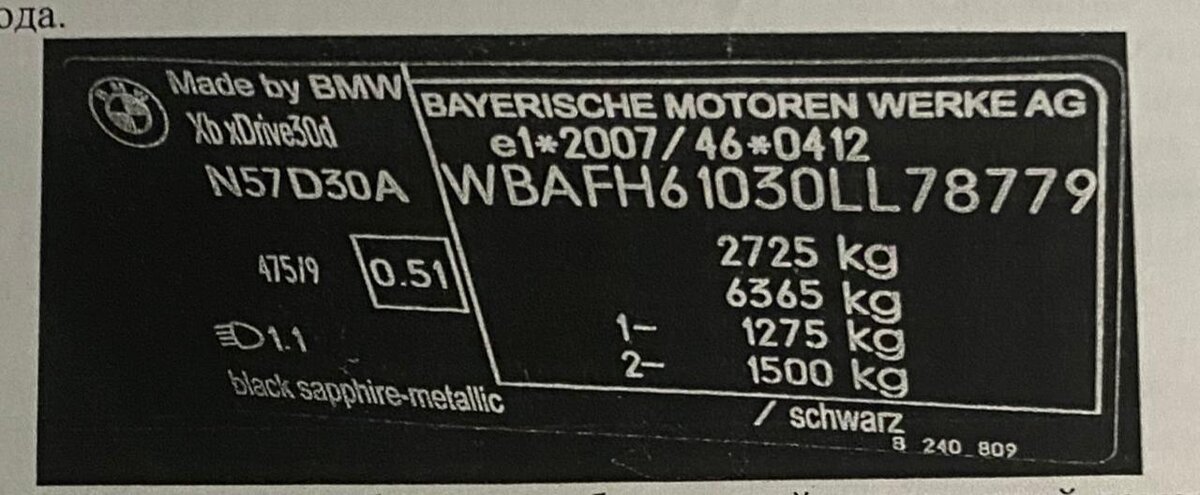 ода.
Made by BMW
Xb xDrive30d
N57D30A
475/9
0.51
1.1
black sapphire-metallic
BAYERISCHE MOTOREN WERKE AG
e1*2007/46*0412
WBAFH61030LL78779
2725 kg
6365 kg
1- 1275 kg
2- 1500 kg
/ schwarz
8 240 809